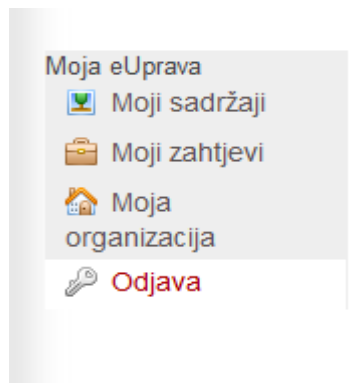 Moja eUprava
Moji sadržaji
Moji zahtjevi
Moja
organizacija
Odjava